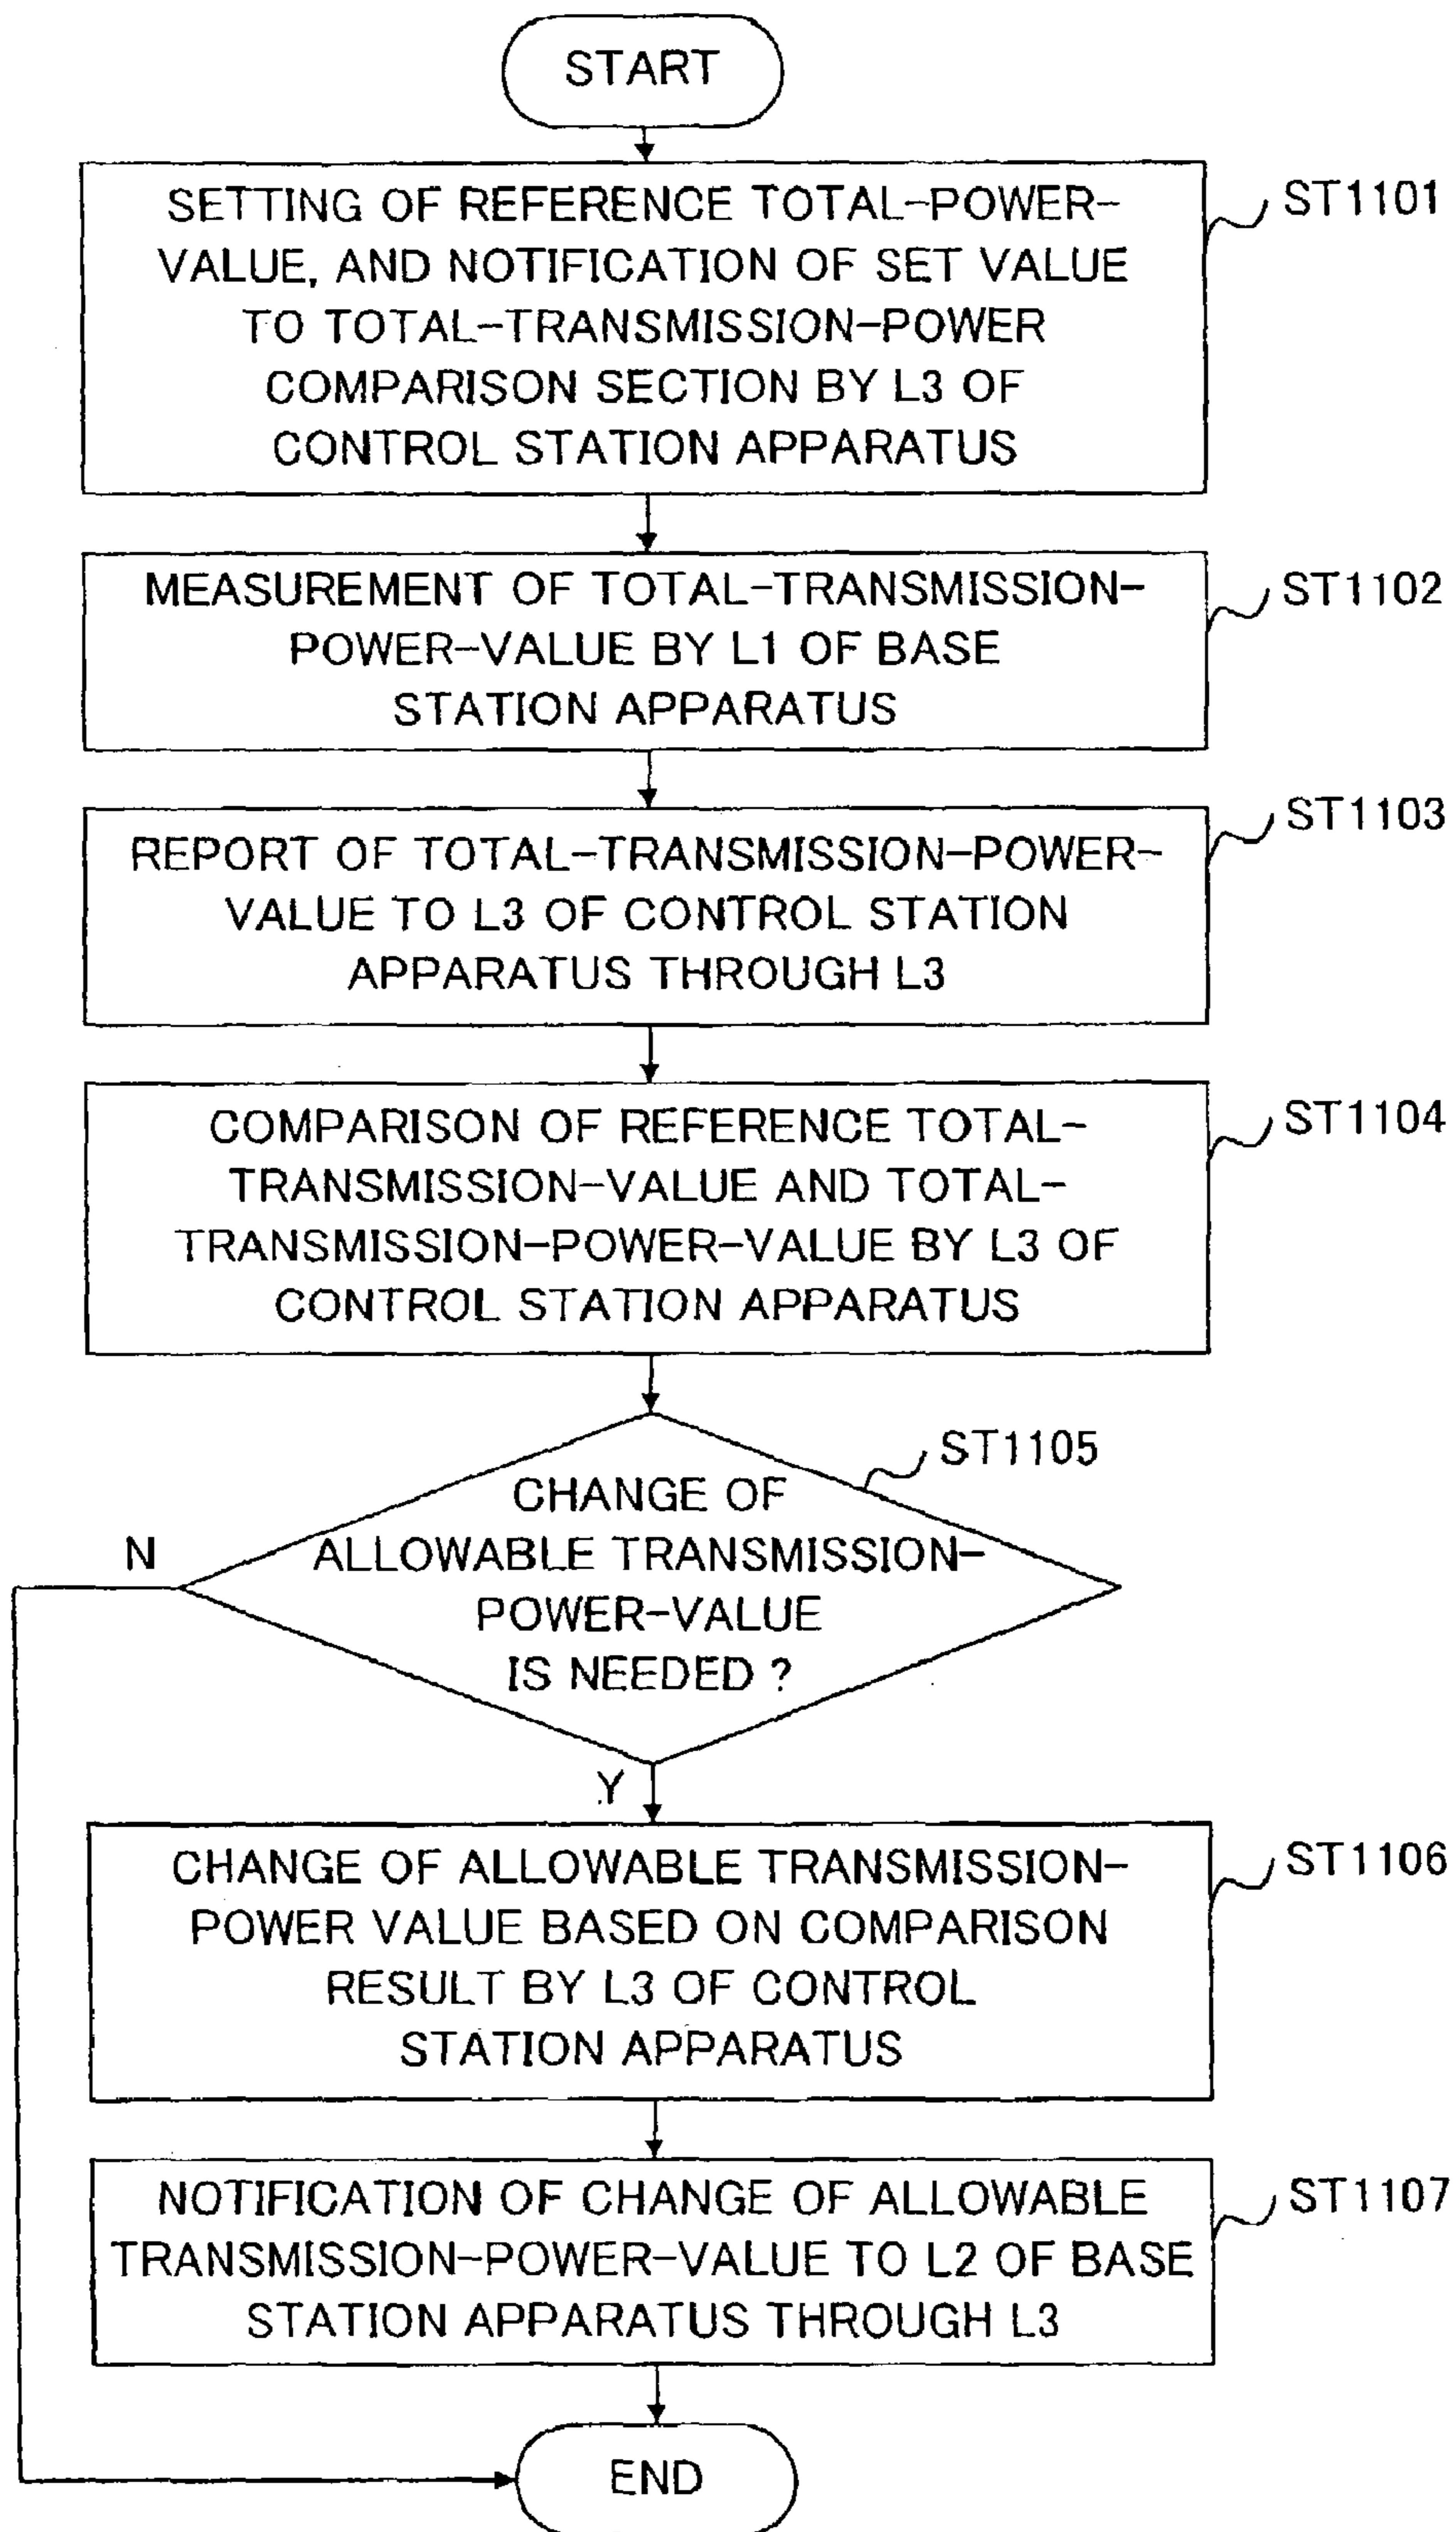 START
SETTING OF REFERENCE TOTAL-POWER-
VALUE, AND NOTIFICATION OF SET VALUE
TO TOTAL-TRANSMISSION-POWER
COMPARISON SECTION BY L3 OF
CONTROL STATION APPARATUS
ST1101
MEASUREMENT OF TOTAL-TRANSMISSION-
POWER-VALUE BY L1 OF BASE
STATION APPARATUS
ST1102
REPORT OF TOTAL-TRANSMISSION-POWER-
VALUE TO L3 OF CONTROL STATION
APPARATUS THROUGH L3
ST1103
COMPARISON OF REFERENCE TOTAL-
TRANSMISSION-VALUE AND TOTAL-
TRANSMISSION-POWER-VALUE BY L3 OF
CONTROL STATION APPARATUS
ST1104
CHANGE OF
ALLOWABLE TRANSMISSION-
POWER-VALUE
IS NEEDED ?
ST1105
N
Y
CHANGE OF ALLOWABLE TRANSMISSION-
POWER VALUE BASED ON COMPARISON
RESULT BY L3 OF CONTROL
STATION APPARATUS
ST1106
NOTIFICATION OF CHANGE OF ALLOWABLE
TRANSMISSION-POWER-VALUE TO L2 OF BASE
STATION APPARATUS THROUGH L3
ST1107
END